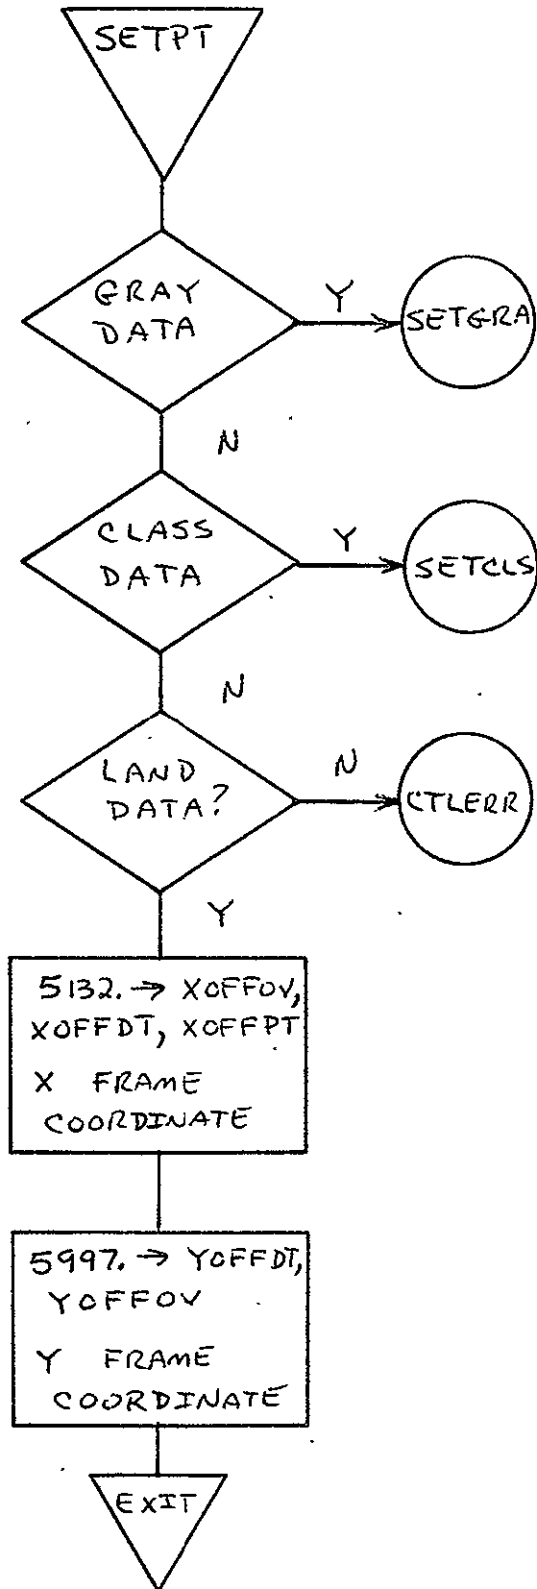 SETPT
GRAY
DATA
Y
SETGRA
N
CLASS
DATA
Y
SETCLS
N
LAND
DATA?
N
CTLERR
Y
5132. → XOFFOV,
XOFFDT, XOFFPT
X FRAME
COORDINATE
5997. → YOFFDT,
YOFFOV
Y FRAME
COORDINATE
EXIT